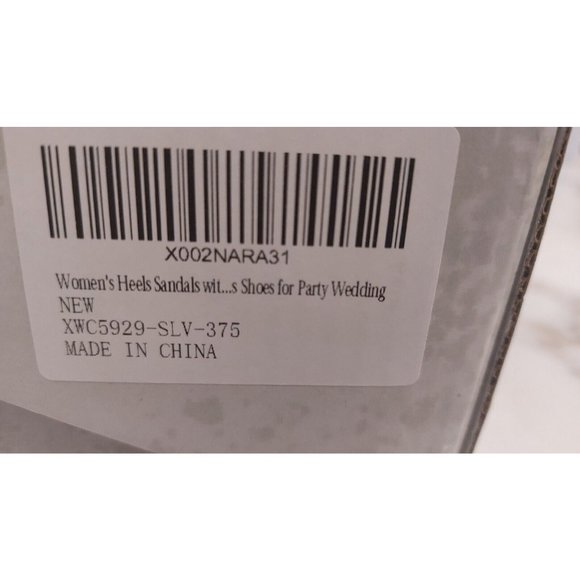 X002NARA31
Women's Heels Sandals wit...s Shoes for Party Wedding
NEW
XWC5929-SLV-375
MADE IN CHINA